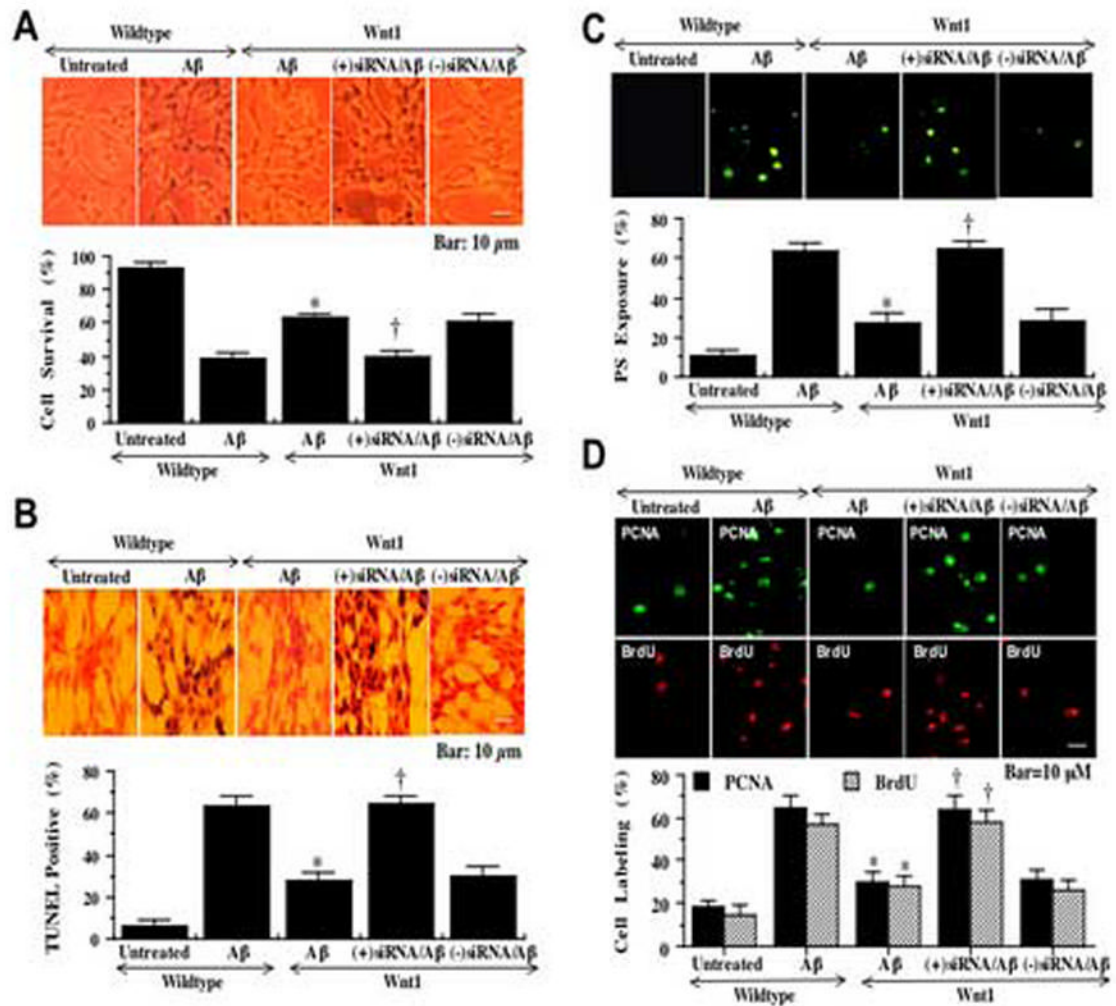 A
Wildtype Wnt1
Untreated Aβ Aβ (+)siRNA/Aβ (-)siRNA/Aβ
Bar: 10 µm
Cell Survival (%)
100
80
60
40
20
0
*
†
Untreated Aβ Aβ (+)siRNA/Aβ (-)siRNA/Aβ
Wildtype Wnt1
B
Wildtype Wnt1
Untreated Aβ Aβ (+)siRNA/Aβ (-)siRNA/Aβ
Bar: 10 µm
TUNEL Positive (%)
80
60
40
20
0
*
†
Untreated Aβ Aβ (+)siRNA/Aβ (-)siRNA/Aβ
Wildtype Wnt1
C
Wildtype Wnt1
Untreated Aβ Aβ (+)siRNA/Aβ (-)siRNA/Aβ
PS Exposure (%)
80
60
40
20
0
*
†
Untreated Aβ Aβ (+)siRNA/Aβ (-)siRNA/Aβ
Wildtype Wnt1
D
Wildtype Wnt1
Untreated Aβ Aβ (+)siRNA/Aβ (-)siRNA/Aβ
PCNA PCNA PCNA PCNA PCNA
BrdU BrdU BrdU BrdU BrdU
Bar=10 µM
Cell Labeling (%)
80
60
40
20
0
PCNA BrdU
* *
† †
Untreated Aβ Aβ (+)siRNA/Aβ (-)siRNA/Aβ
Wildtype Wnt1